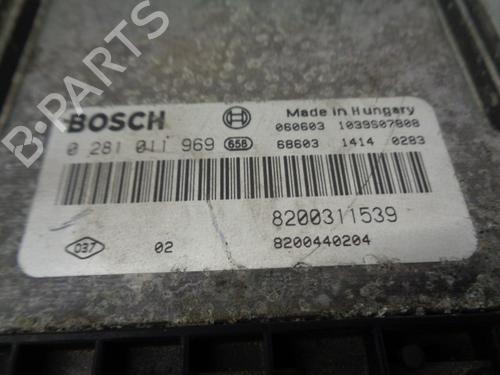 BOSCH
Made in Hungary
060603 1039S07808
0 281 011 969 658 68603 1414 0283
8200311539
037 02 8200440204
B-PARTS